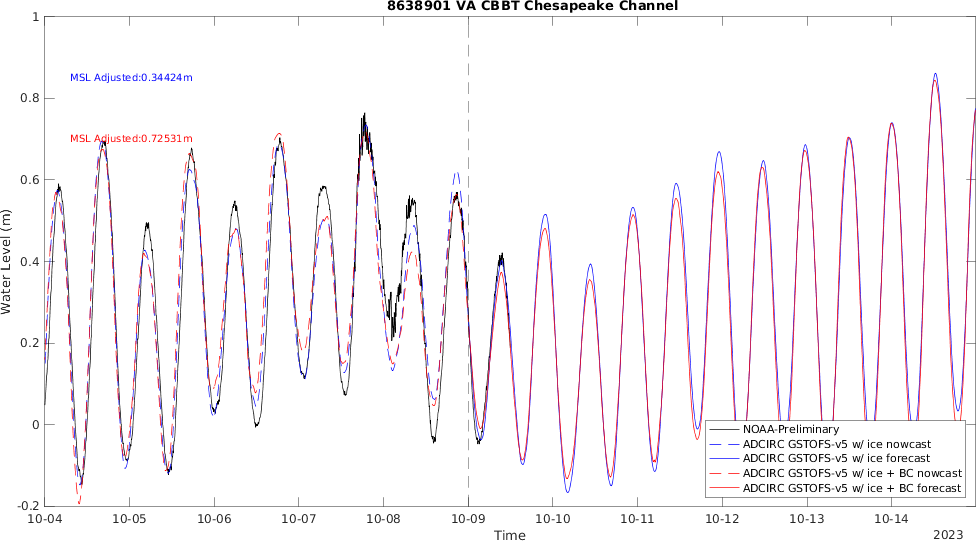 8638901 VA CBBT Chesapeake Channel
1
0.8
0.6
0.4
0.2
0
-0.2
Water Level (m)
MSL Adjusted:0.34424m
MSL Adjusted:0.72531m
NOAA-Preliminary
ADCIRC GSTOFS-v5 w/ ice nowcast
ADCIRC GSTOFS-v5 w/ ice forecast
ADCIRC GSTOFS-v5 w/ ice + BC nowcast
ADCIRC GSTOFS-v5 w/ ice + BC forecast
10-04 10-05 10-06 10-07 10-08 10-09 10-10 10-11 10-12 10-13 10-14
Time
2023